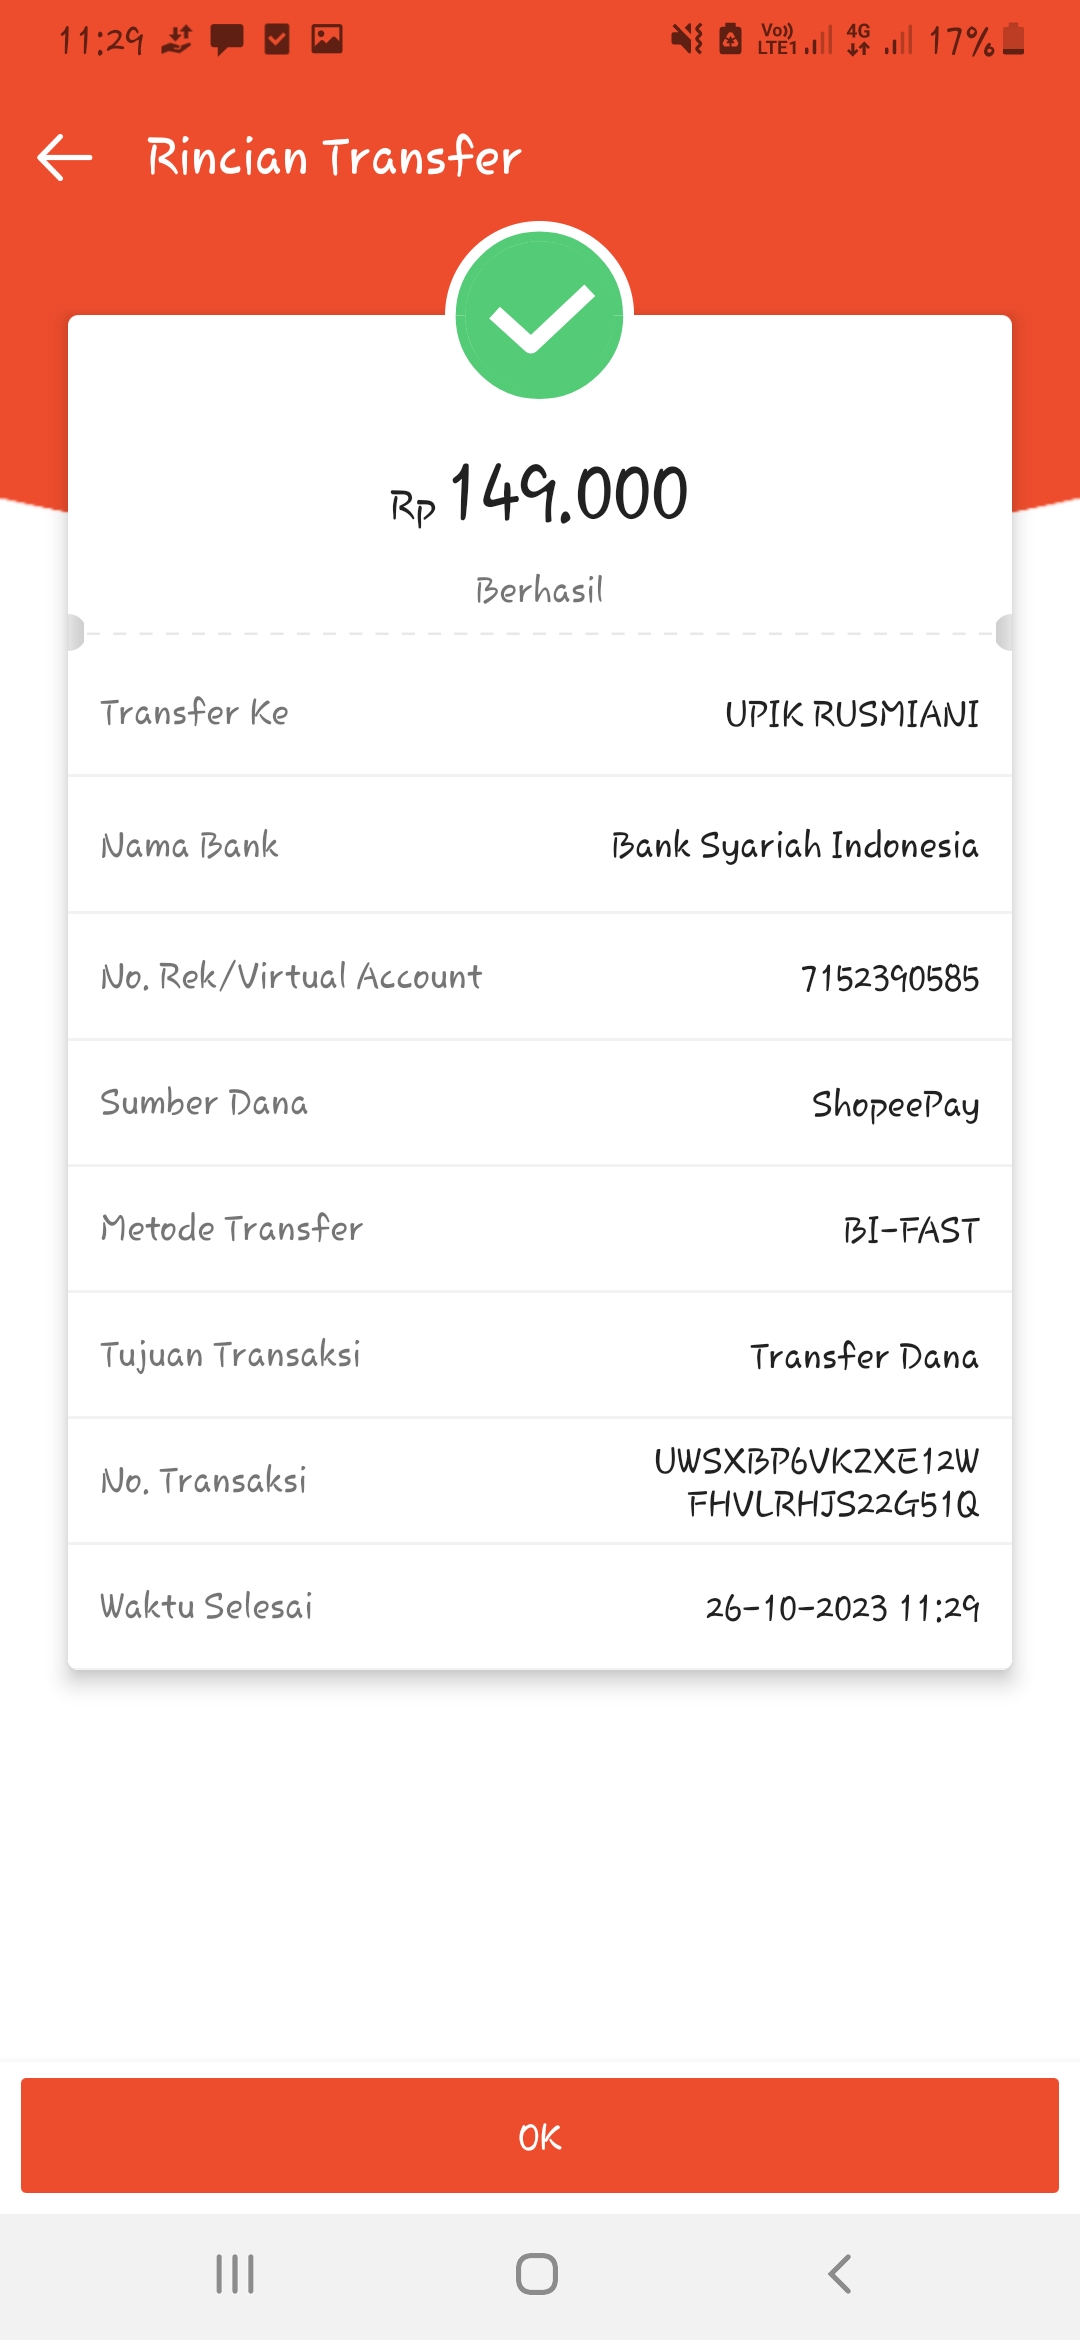 11:29
Vo)) LTE1 4G 17%
Rincian Transfer
Rp 149.000
Berhasil
Transfer Ke UPIK RUSMIANI
Nama Bank Bank Syariah Indonesia
No. Rek/Virtual Account 7152390585
Sumber Dana ShopeePay
Metode Transfer BI-FAST
Tujuan Transaksi Transfer Dana
No. Transaksi UWSXBP6VKZXE12W
FHVLRHJS22G51Q
Waktu Selesai 26-10-2023 11:29
OK